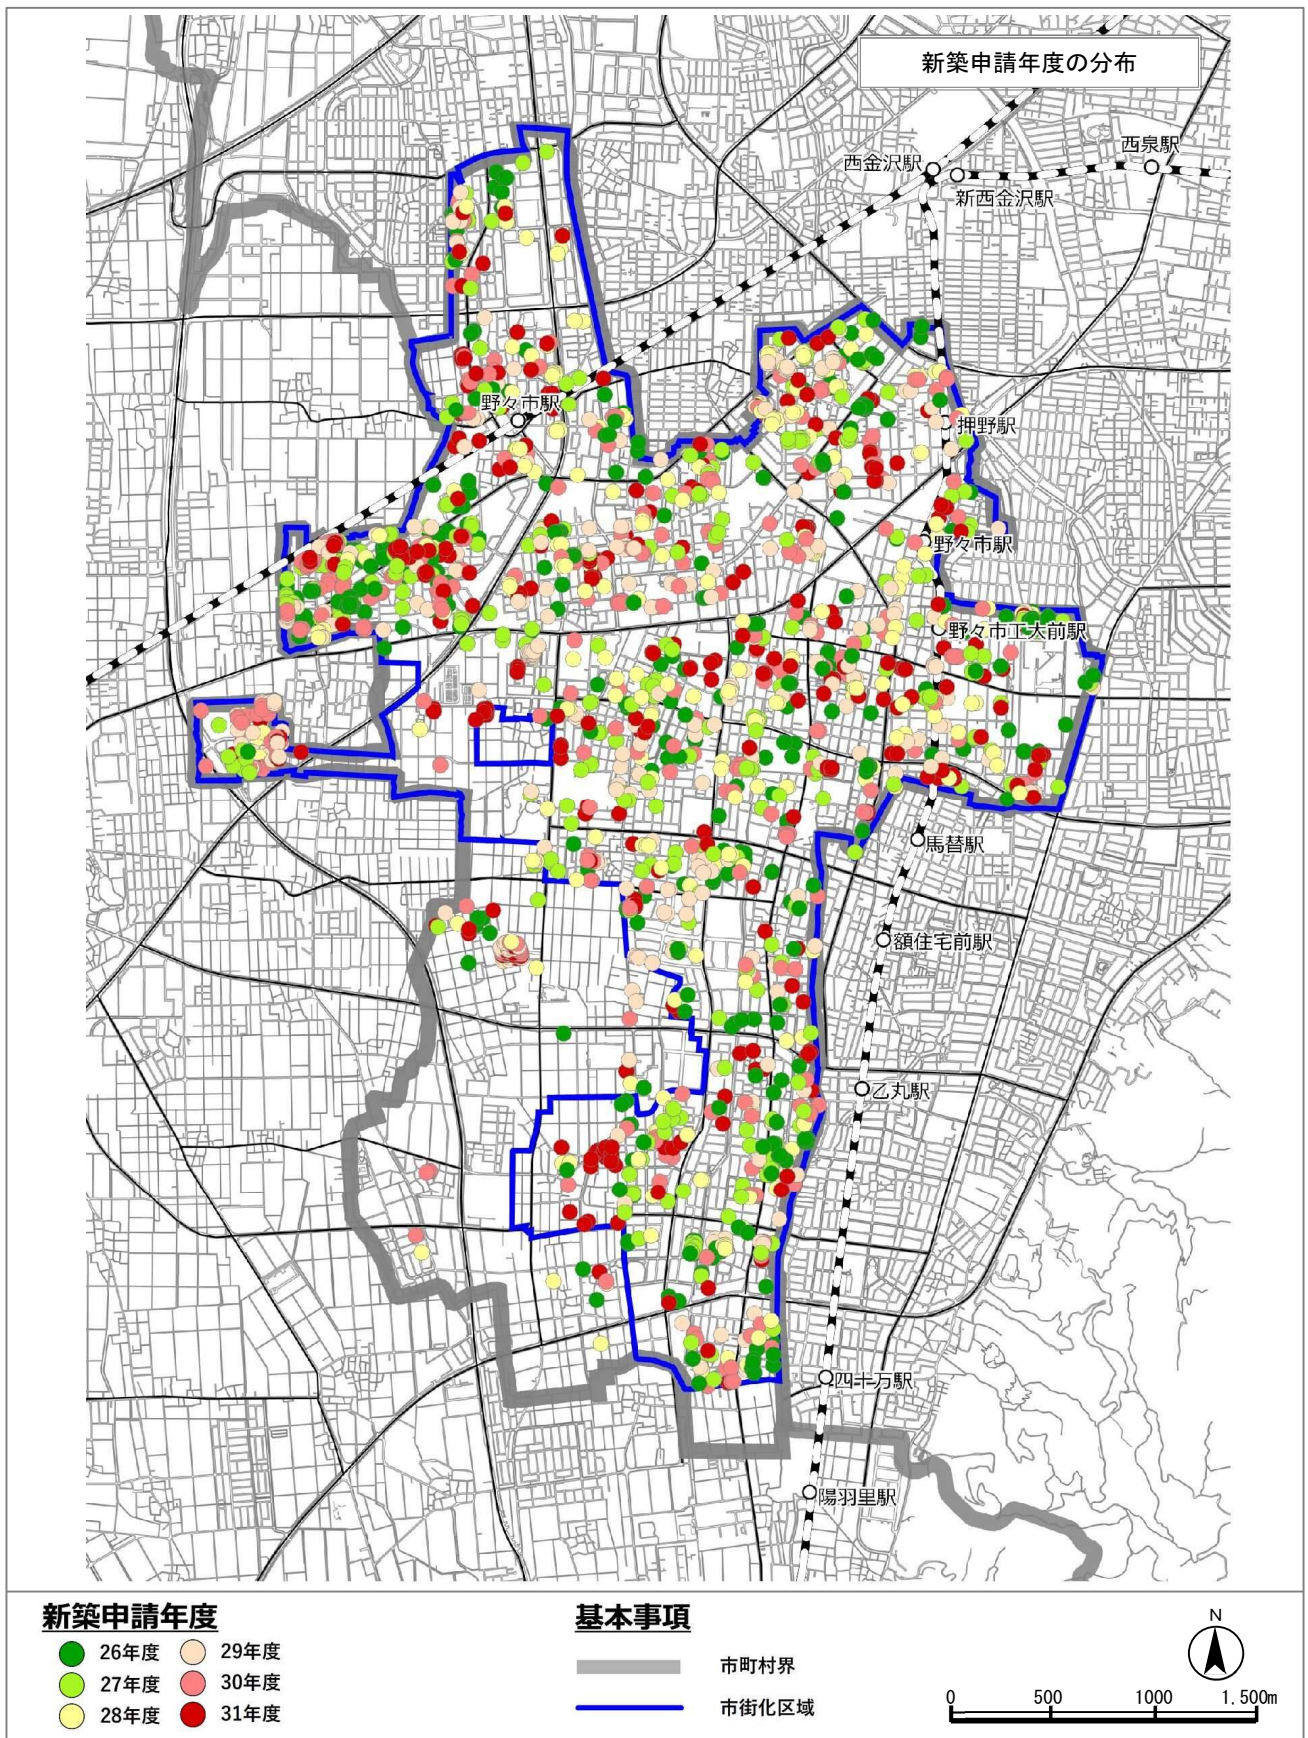 新築申請年度の分布
西泉駅
西金沢駅
新西金沢駅
野々市駅
押野駅
野々市駅
野々市工大前駅
馬替駅
額住宅前駅
乙丸駅
四十万駅
陽羽里駅
新築申請年度
26年度
27年度
28年度
29年度
30年度
31年度
基本事項
市町村界
市街化区域
N
0 500 1000 1.500m